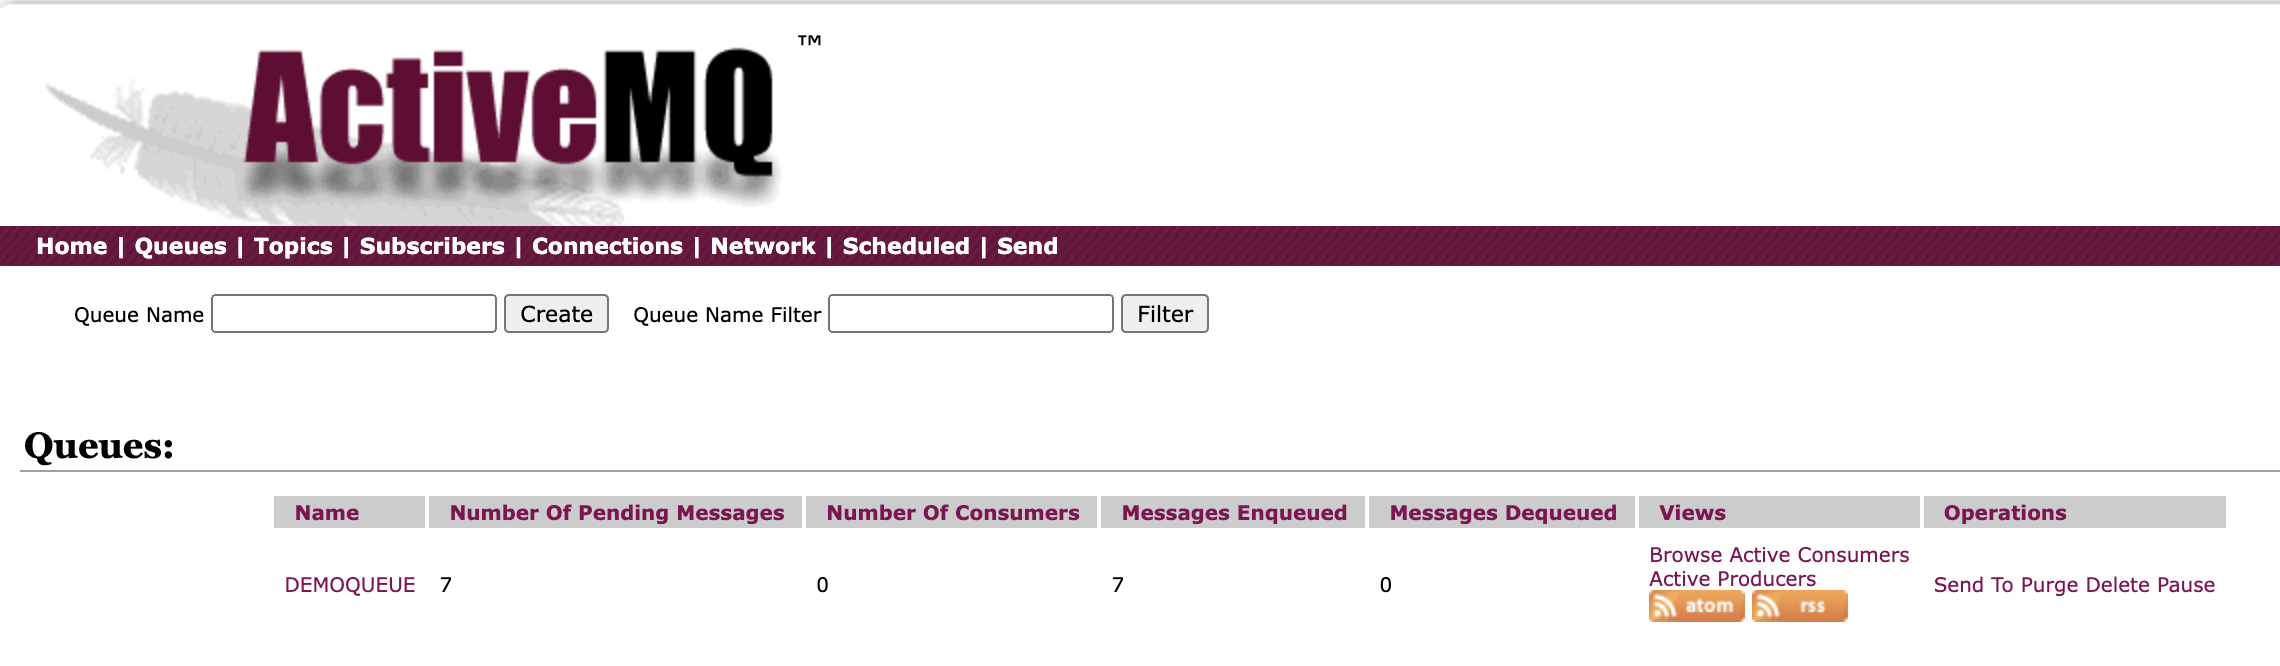 ActiveMQ ™
Home | Queues | Topics | Subscribers | Connections | Network | Scheduled | Send
Queue Name Create Queue Name Filter Filter
Queues:
Name Number Of Pending Messages Number Of Consumers Messages Enqueued Messages Dequeued Views Operations
DEMOQUEUE 7 0 7 0 Browse Active Consumers
Active Producers
atom rss
Send To Purge Delete Pause